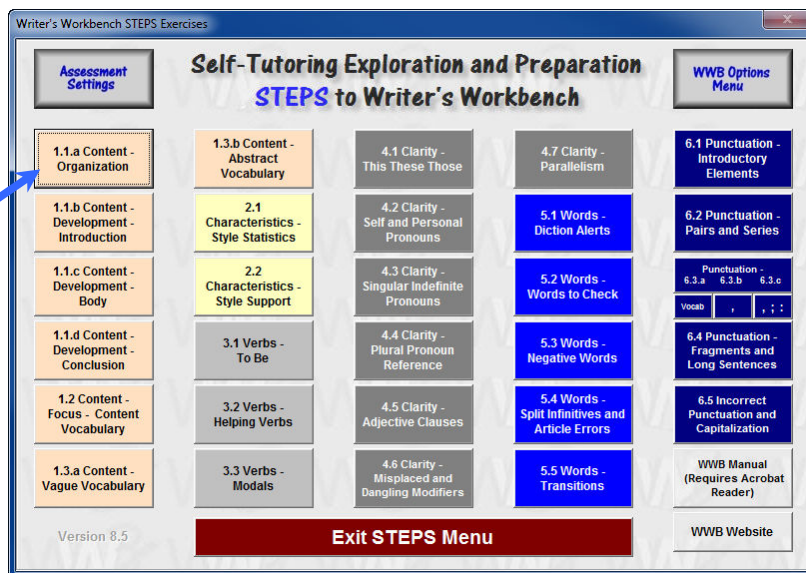 Writer's Workbench STEPS Exercises
Assessment
Settings
Self-Tutoring Exploration and Preparation
STEPS to Writer's Workbench
WWB Options
Menu
1.1.a Content -
Organization
1.1.b Content -
Development -
Introduction
1.1.c Content -
Development -
Body
1.1.d Content -
Development -
Conclusion
1.2 Content -
Focus - Content
Vocabulary
1.3.a Content -
Vague Vocabulary
1.3.b Content -
Abstract
Vocabulary
2.1
Characteristics -
Style Statistics
2.2
Characteristics -
Style Support
3.1 Verbs -
To Be
3.2 Verbs -
Helping Verbs
3.3 Verbs -
Modals
4.1 Clarity -
This These Those
4.2 Clarity -
Self and Personal
Pronouns
4.3 Clarity -
Singular Indefinite
Pronouns
4.4 Clarity -
Plural Pronoun
Reference
4.5 Clarity -
Adjective Clauses
4.6 Clarity -
Misplaced and
Dangling Modifiers
4.7 Clarity -
Parallelism
5.1 Words -
Diction Alerts
5.2 Words -
Words to Check
5.3 Words -
Negative Words
5.4 Words -
Split Infinitives and
Article Errors
5.5 Words -
Transitions
6.1 Punctuation -
Introductory
Elements
6.2 Punctuation -
Pairs and Series
Punctuation -
6.3.a 6.3.b 6.3.c
Vocab , , ; :
6.4 Punctuation -
Fragments and
Long Sentences
6.5 Incorrect
Punctuation and
Capitalization
WWB Manual
(Requires Acrobat
Reader)
WWB Website
Version 8.5
Exit STEPS Menu